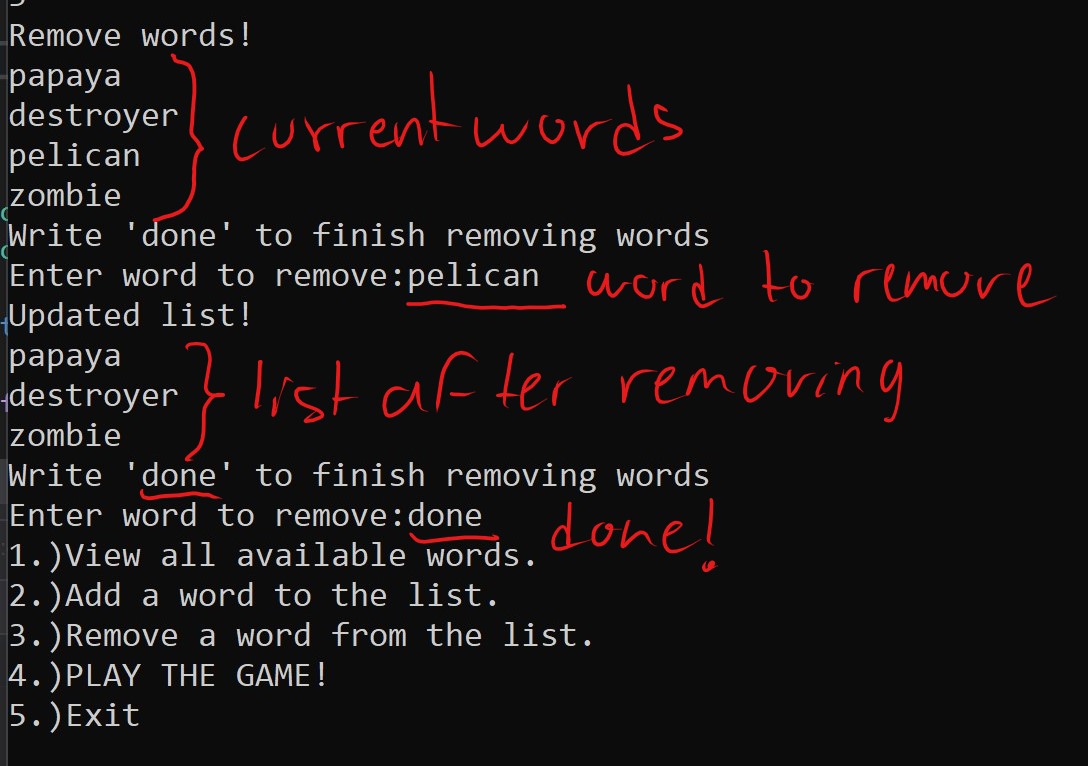 Remove words!
papaya
destroyer
pelican
zombie
current words
Write 'done' to finish removing words
Enter word to remove:pelican word to remove
Updated list!
papaya
destroyer
zombie
list after removing
Write 'done' to finish removing words
Enter word to remove:done done!
1.)View all available words.
2.)Add a word to the list.
3.)Remove a word from the list.
4.)PLAY THE GAME!
5.)Exit